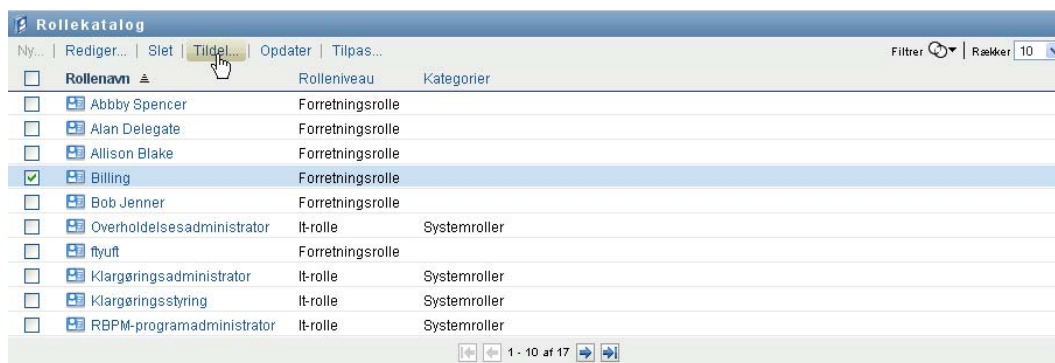 Rollekatalog
Ny... | Rediger... | Slet | Tildel... | Opdater | Tilpas... Filtrer | Rækker 10
Rollenavn Rolleniveau Kategorier
Abbby Spencer Forretningsrolle
Alan Delegate Forretningsrolle
Allison Blake Forretningsrolle
Billing Forretningsrolle
Bob Jenner Forretningsrolle
Overholdelsesadministrator It-rolle Systemroller
ftyuft Forretningsrolle
Klargøringsadministrator It-rolle Systemroller
Klargøringsstyring It-rolle Systemroller
RBPM-programadministrator It-rolle Systemroller
1 - 10 af 17